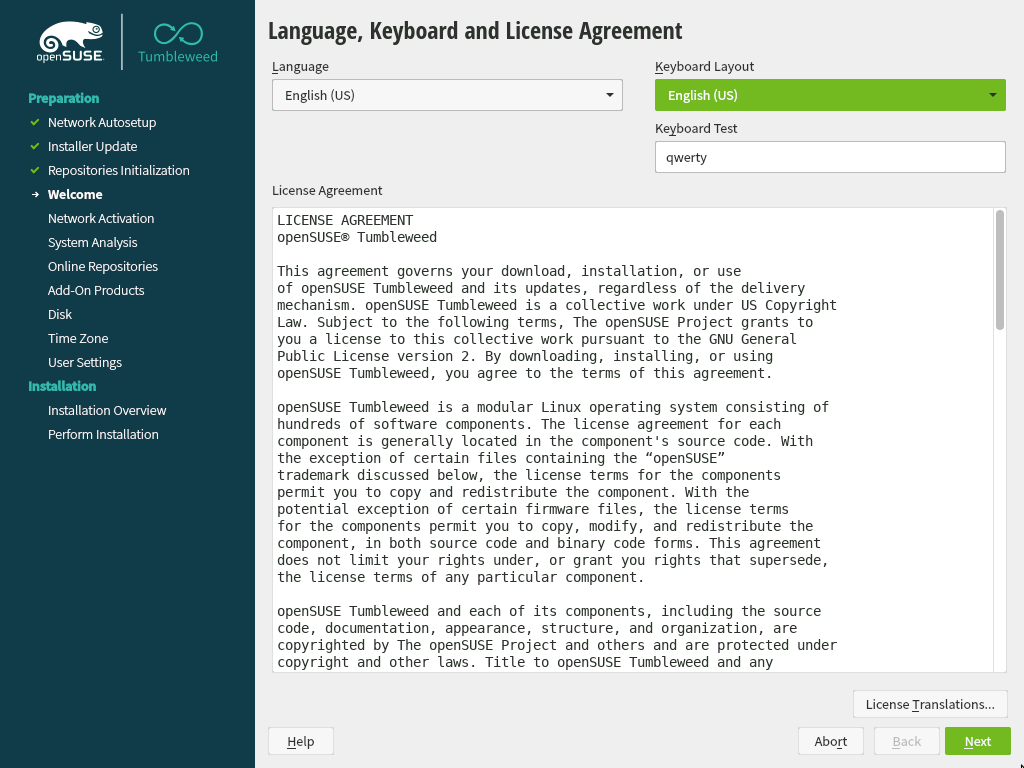 openSUSE
Tumbleweed
Preparation
Network Autosetup
Installer Update
Repositories Initialization
Welcome
Network Activation
System Analysis
Online Repositories
Add-On Products
Disk
Time Zone
User Settings
Installation
Installation Overview
Perform Installation
Language, Keyboard and License Agreement
Language
English (US)
Keyboard Layout
English (US)
Keyboard Test
qwerty
License Agreement
LICENSE AGREEMENT
openSUSE® Tumbleweed
This agreement governs your download, installation, or use
of openSUSE Tumbleweed and its updates, regardless of the delivery
mechanism. openSUSE Tumbleweed is a collective work under US Copyright
Law. Subject to the following terms, The openSUSE Project grants to
you a license to this collective work pursuant to the GNU General
Public License version 2. By downloading, installing, or using
openSUSE Tumbleweed, you agree to the terms of this agreement.
openSUSE Tumbleweed is a modular Linux operating system consisting of
hundreds of software components. The license agreement for each
component is generally located in the component's source code. With
the exception of certain files containing the “openSUSE”
trademark discussed below, the license terms for the components
permit you to copy and redistribute the component. With the
potential exception of certain firmware files, the license terms
for the components permit you to copy, modify, and redistribute the
component, in both source code and binary code forms. This agreement
does not limit your rights under, or grant you rights that supersede,
the license terms of any particular component.
openSUSE Tumbleweed and each of its components, including the source
code, documentation, appearance, structure, and organization, are
copyrighted by The openSUSE Project and others and are protected under
copyright and other laws. Title to openSUSE Tumbleweed and any
License Translations...
Help
Abort
Back
Next